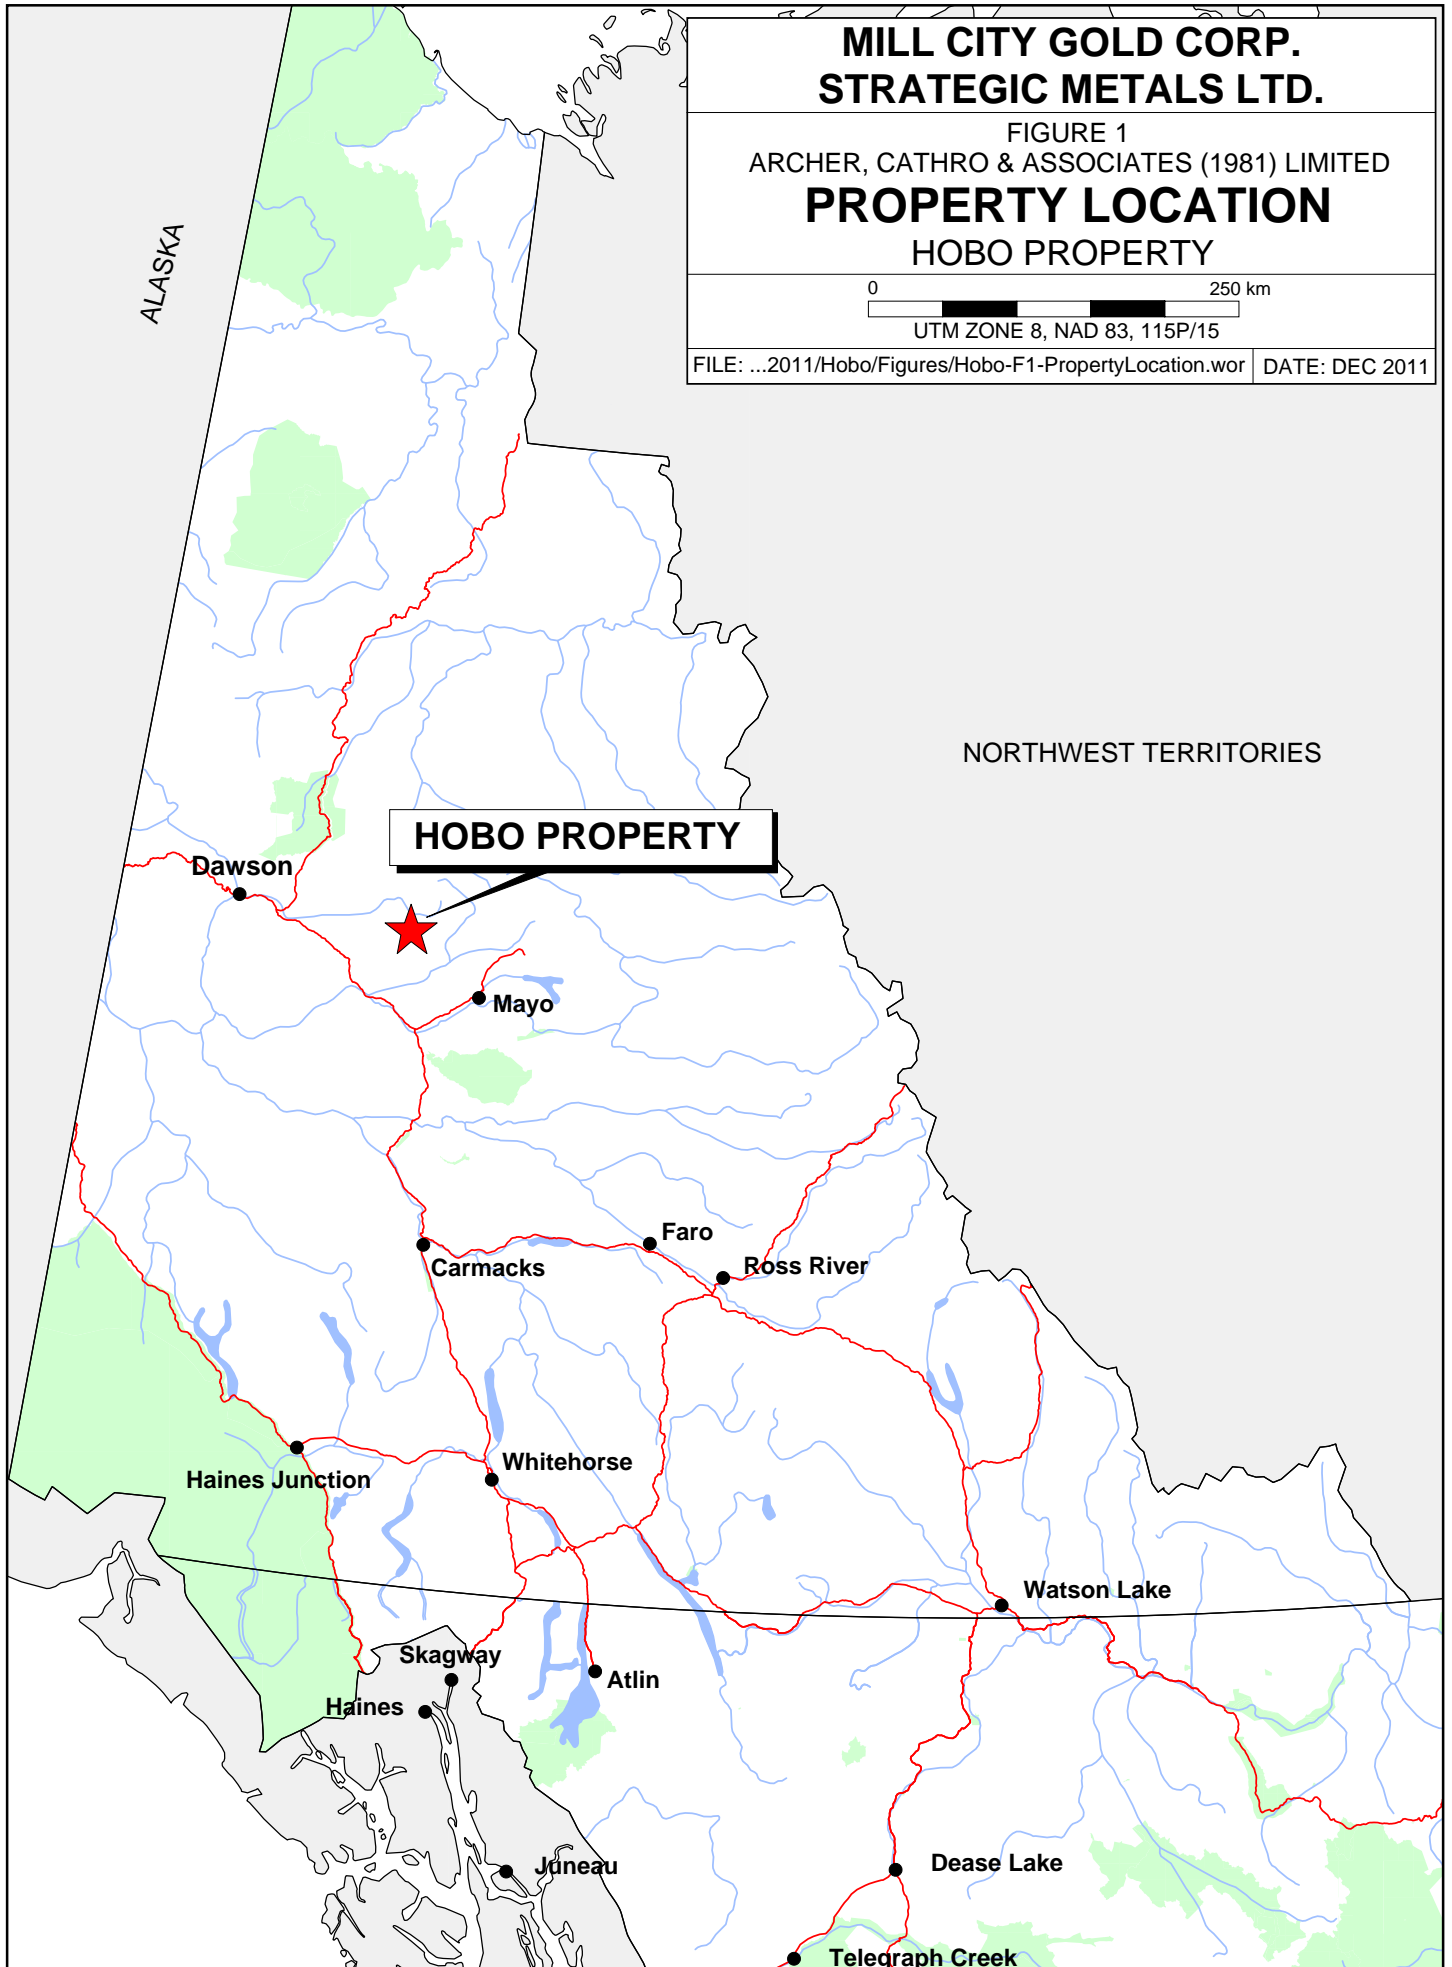 MILL CITY GOLD CORP.
STRATEGIC METALS LTD.
FIGURE 1
ARCHER, CATHRO & ASSOCIATES (1981) LIMITED
PROPERTY LOCATION
HOBO PROPERTY
0 250 km
UTM ZONE 8, NAD 83, 115P/15
FILE: ...2011/Hobo/Figures/Hobo-F1-PropertyLocation.wor DATE: DEC 2011
ALASKA
NORTHWEST TERRITORIES
HOBO PROPERTY
Dawson
Mayo
Faro
Carmacks
Ross River
Whitehorse
Haines Junction
Watson Lake
Skagway
Atlin
Haines
Juneau
Dease Lake
Telegraph Creek